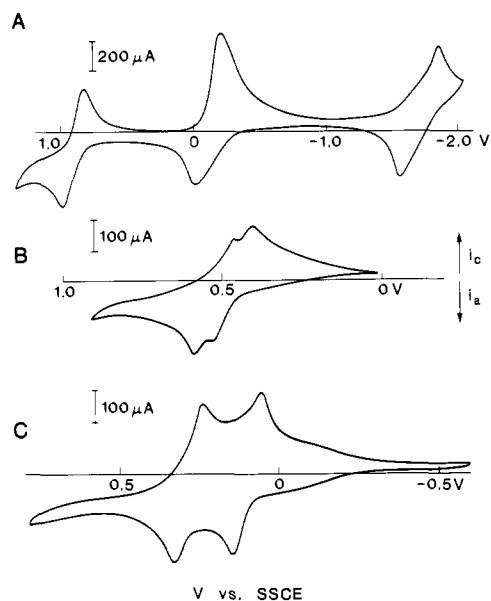 A
200 μA
1.0 0 -1.0 -2.0 V
B
100 μA
1.0 0.5 0 V
i_c
i_a
C
100 μA
0.5 0 -0.5 V
V vs. SSCE